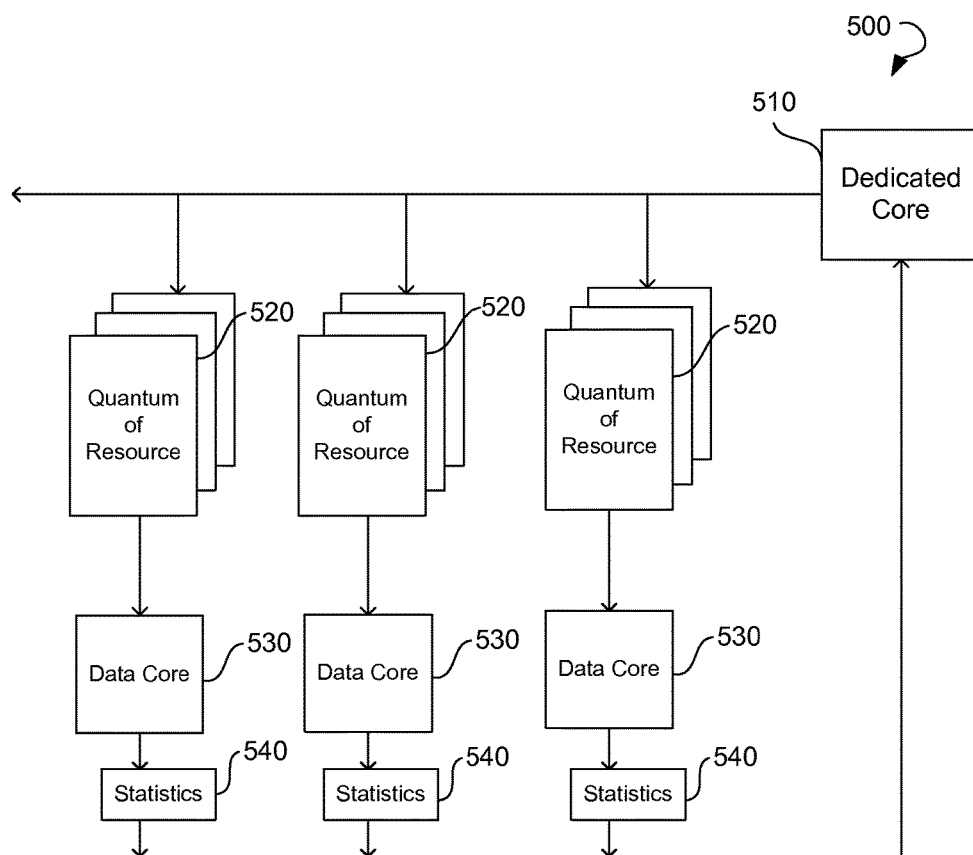 500
510
Dedicated
Core
520
520
520
Quantum
of
Resource
Quantum
of
Resource
Quantum
of
Resource
530
530
530
Data Core
Data Core
Data Core
540
540
540
Statistics
Statistics
Statistics